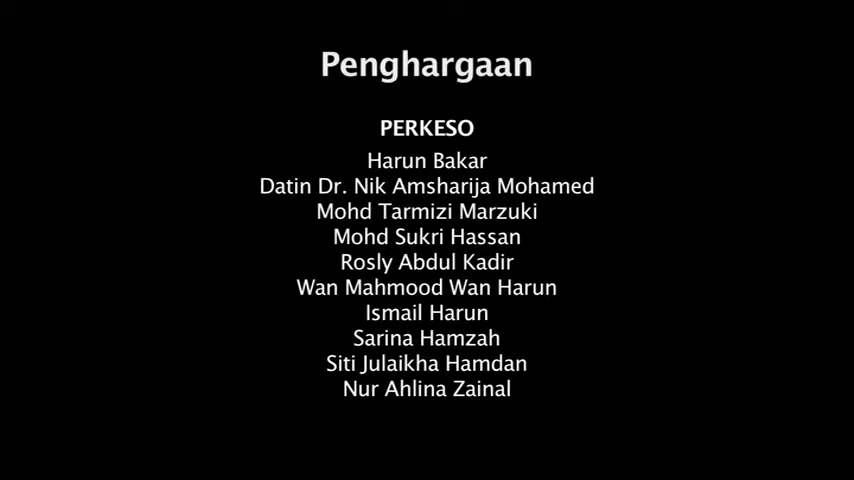 Penghargaan
PERKESO
Harun Bakar
Datin Dr. Nik Amsharija Mohamed
Mohd Tarmizi Marzuki
Mohd Sukri Hassan
Rosly Abdul Kadir
Wan Mahmood Wan Harun
Ismail Harun
Sarina Hamzah
Siti Julaikha Hamdan
Nur Ahlina Zainal